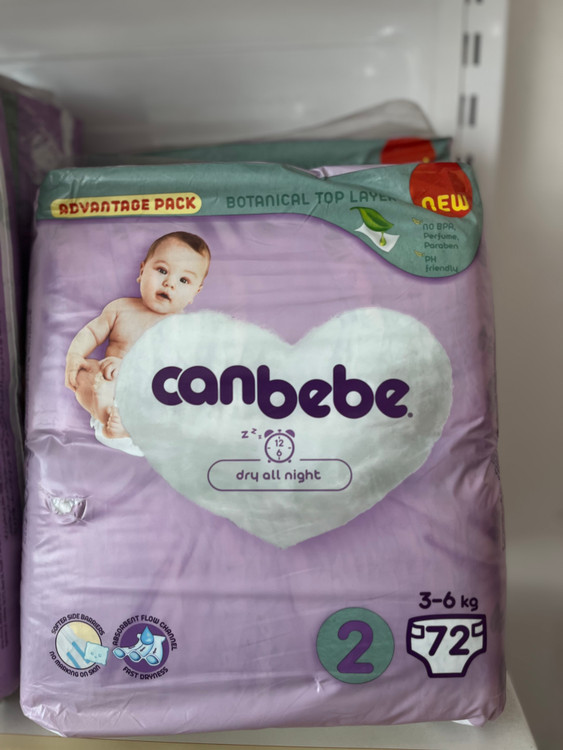 ADVANTAGE PACK
BOTANICAL TOP LAYER
NEW
NO BPA,
Perfume,
Paraben
PH
friendly
canbebe
z z z
12
6
dry all night
SOFTER SIDE BARRIERS
NO MARKING ON SKIN
ABSORBENT FLOW CHANNEL
FAST DRYNESS
2
3-6 kg
72